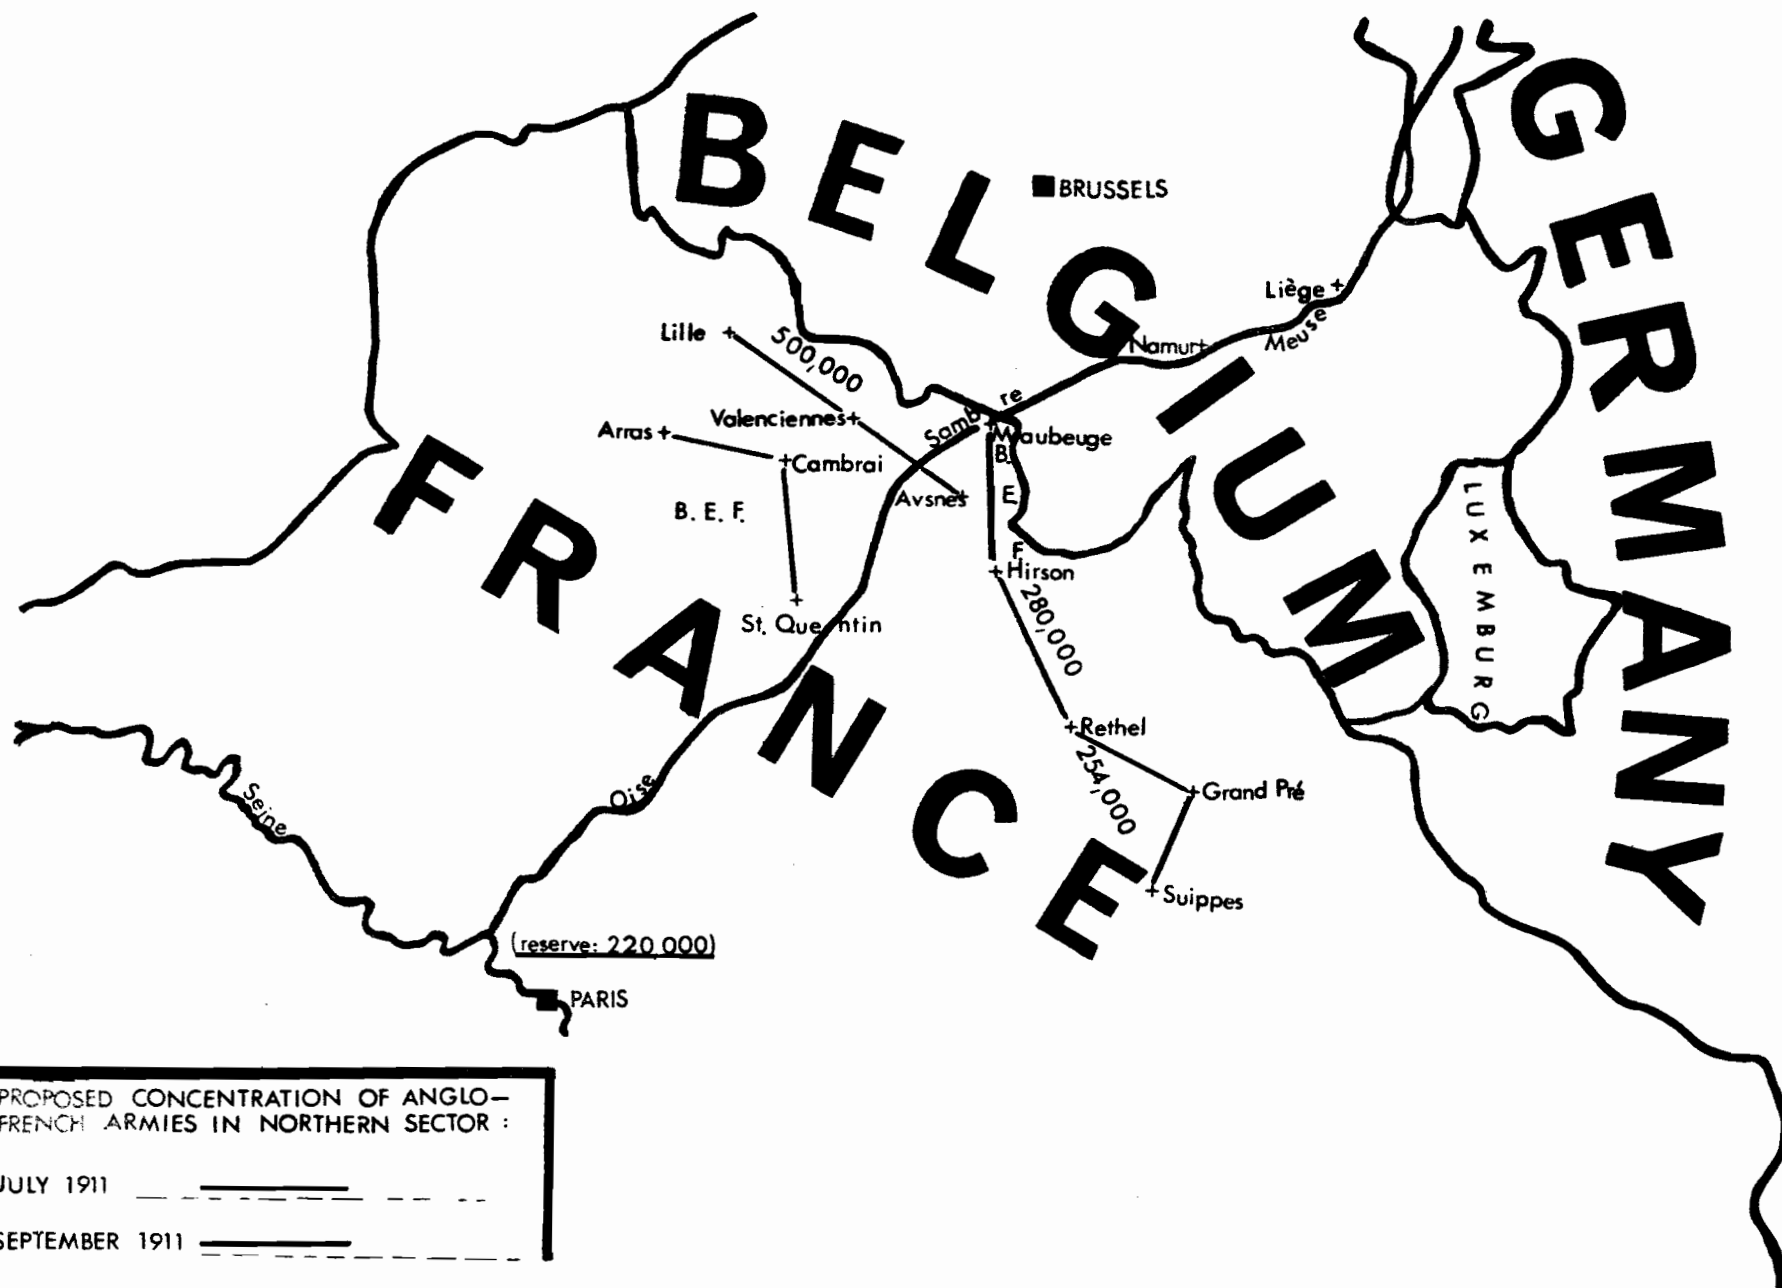 BELGIUM
GERMANY
BRUSSELS
Liège
Meuse
Namur
Lille
500,000
Valenciennes
Sambre
Maubeuge
Arras
Cambrai
B. E. F.
Avsnes
B. E. F.
Hirson
LUXEMBURG
FRANCE
St. Quentin
280,000
Rethel
254,000
Grand Pré
Suippes
Oise
Seine
(reserve: 220,000)
PARIS
PROPOSED CONCENTRATION OF ANGLO-
FRENCH ARMIES IN NORTHERN SECTOR :
JULY 1911
SEPTEMBER 1911